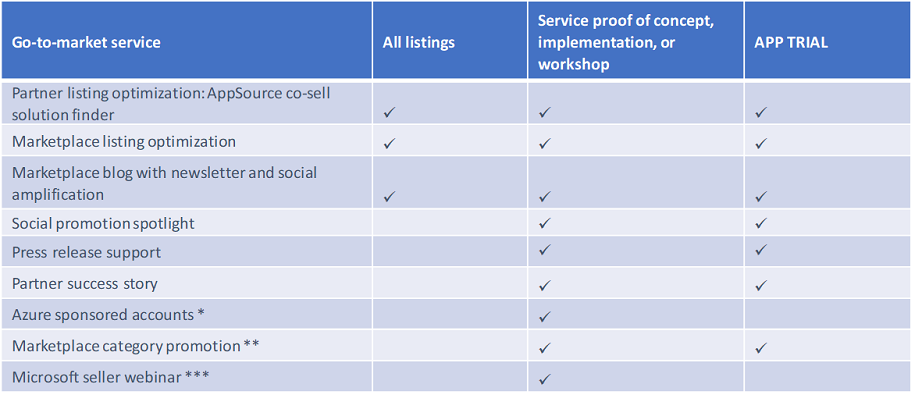 Go-to-market service
All listings
Service proof of concept,
implementation, or
workshop
APP TRIAL
Partner listing optimization: AppSource co-sell
solution finder
✓ ✓ ✓
Marketplace listing optimization
✓ ✓ ✓
Marketplace blog with newsletter and social
amplification
✓ ✓ ✓
Social promotion spotlight
✓ ✓
Press release support
✓ ✓
Partner success story
✓ ✓
Azure sponsored accounts *
✓
Marketplace category promotion **
✓ ✓
Microsoft seller webinar ***
✓